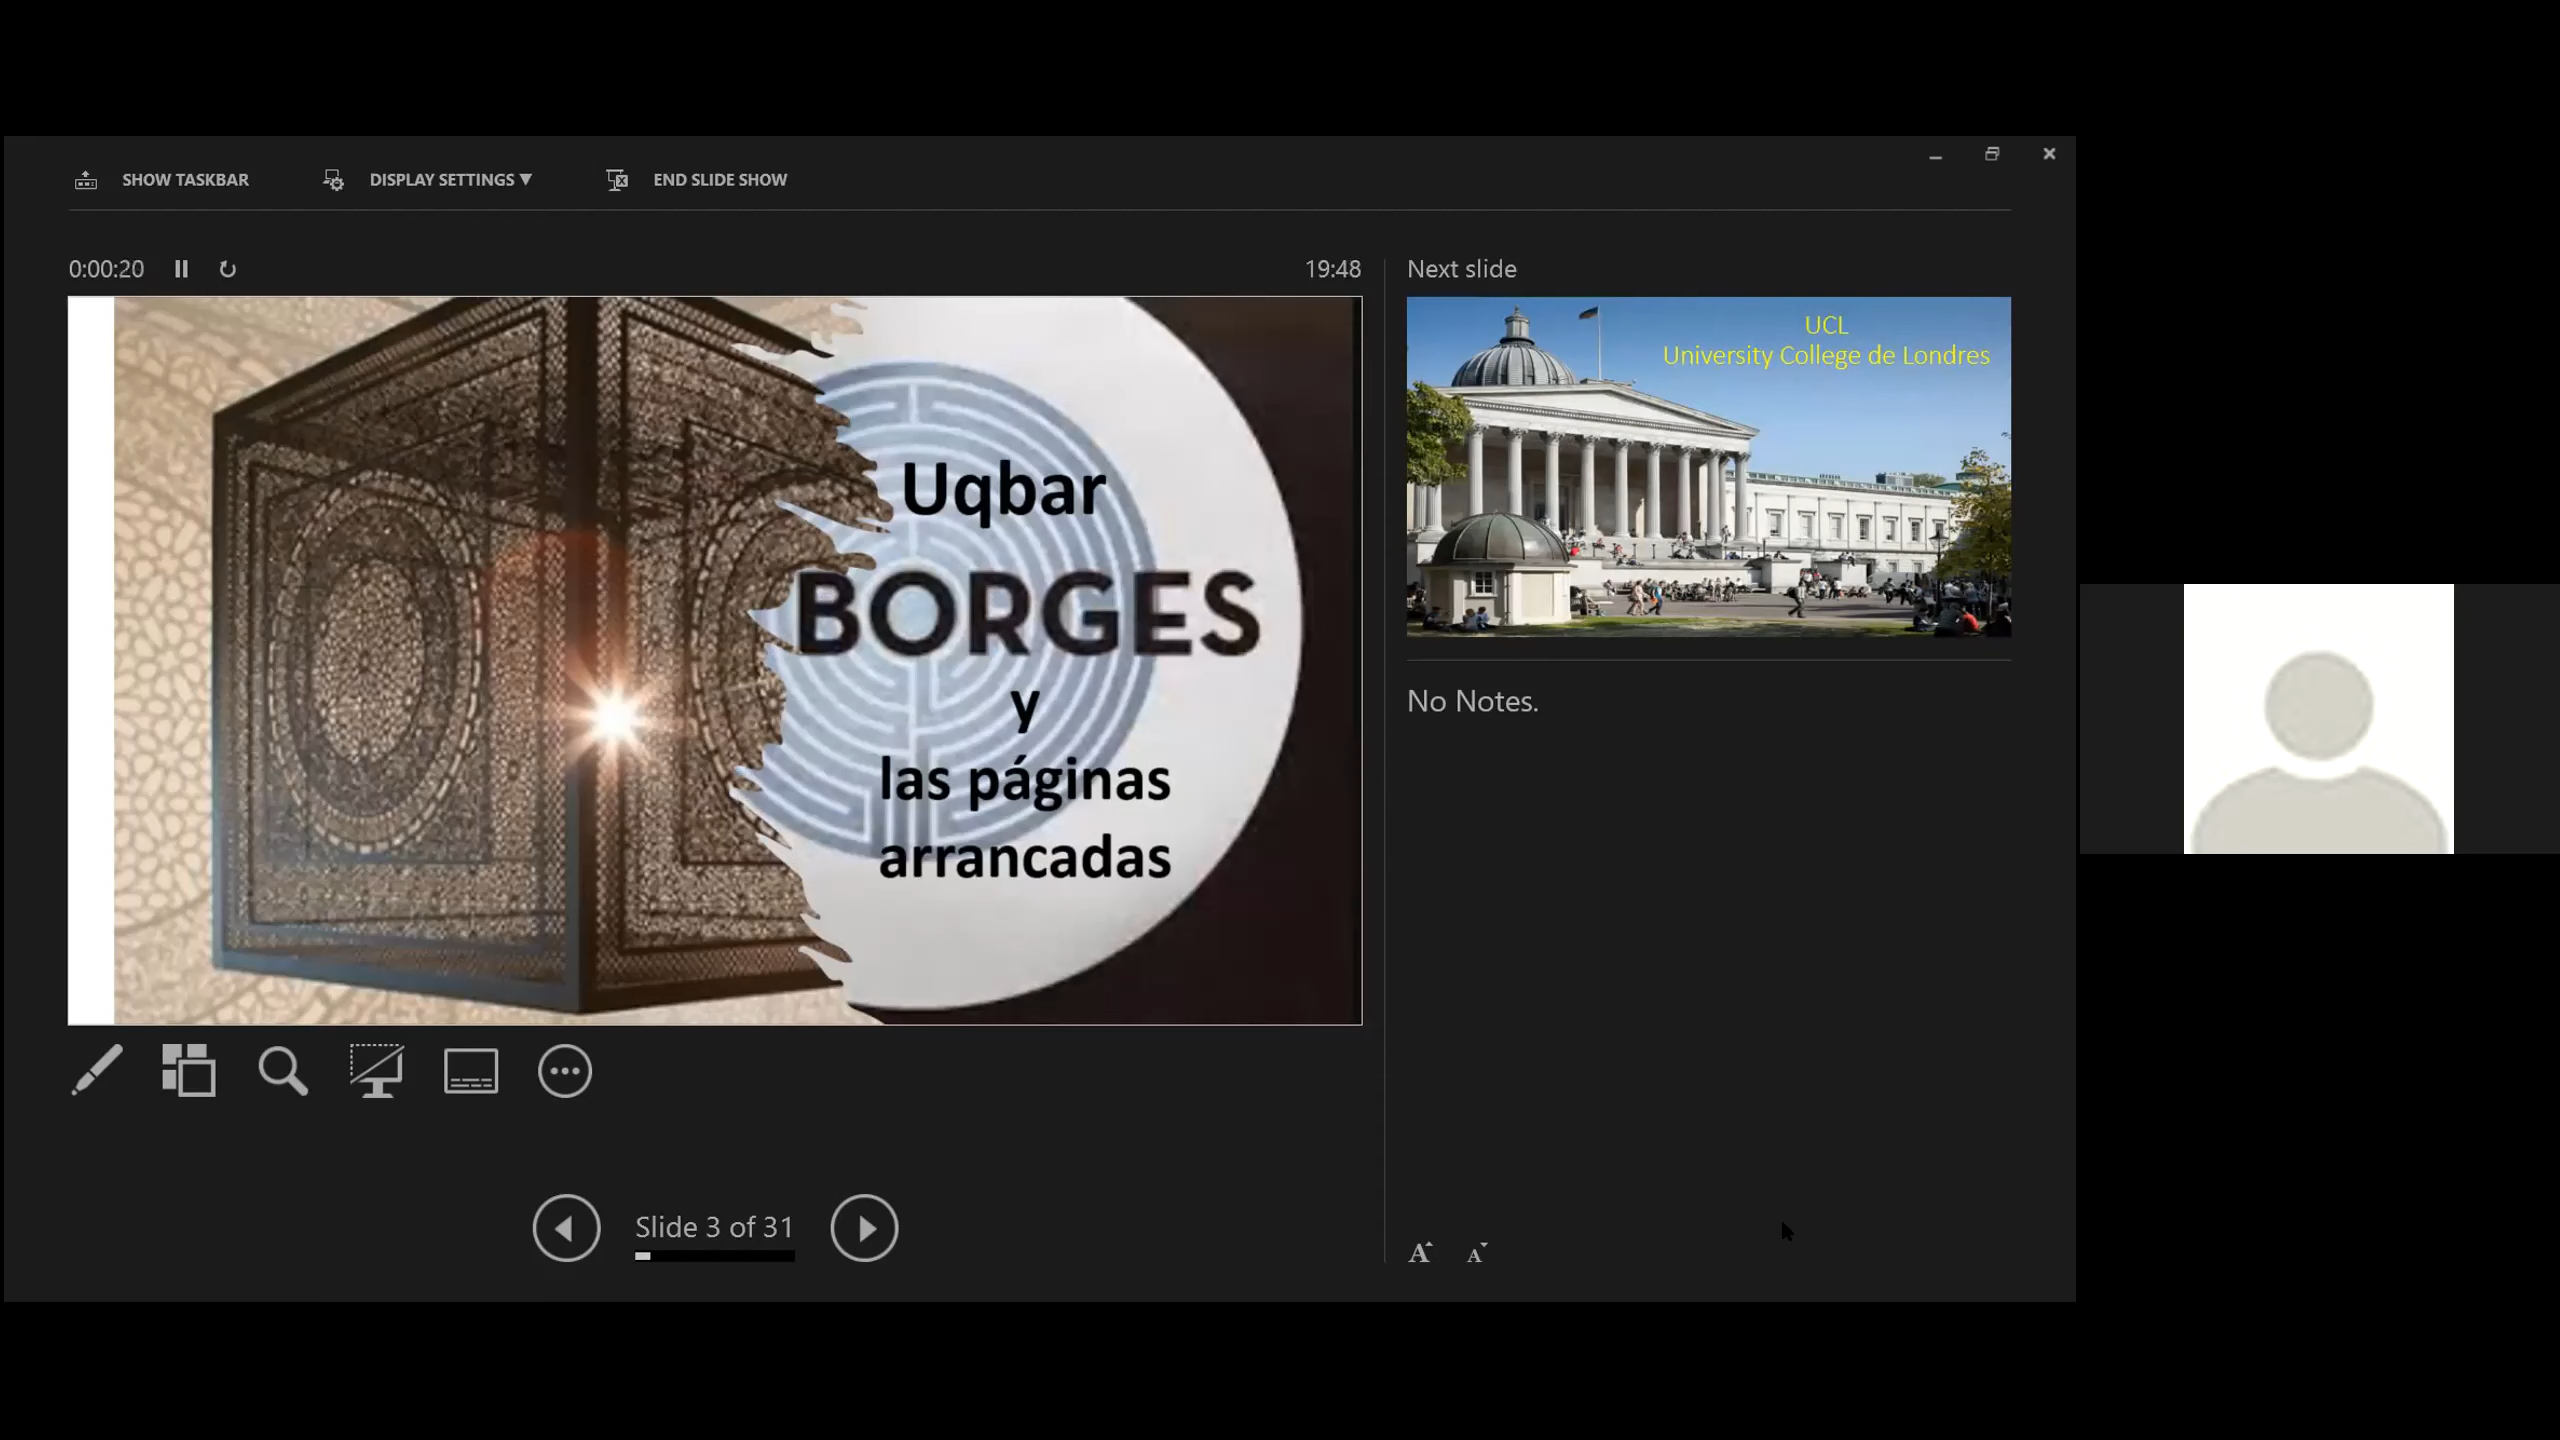 SHOW TASKBAR
DISPLAY SETTINGS ▼
END SLIDE SHOW
0:00:20
19:48
Next slide
Uqbar
BORGES
y
las páginas
arrancadas
UCL
University College de Londres
No Notes.
Slide 3 of 31
A
A